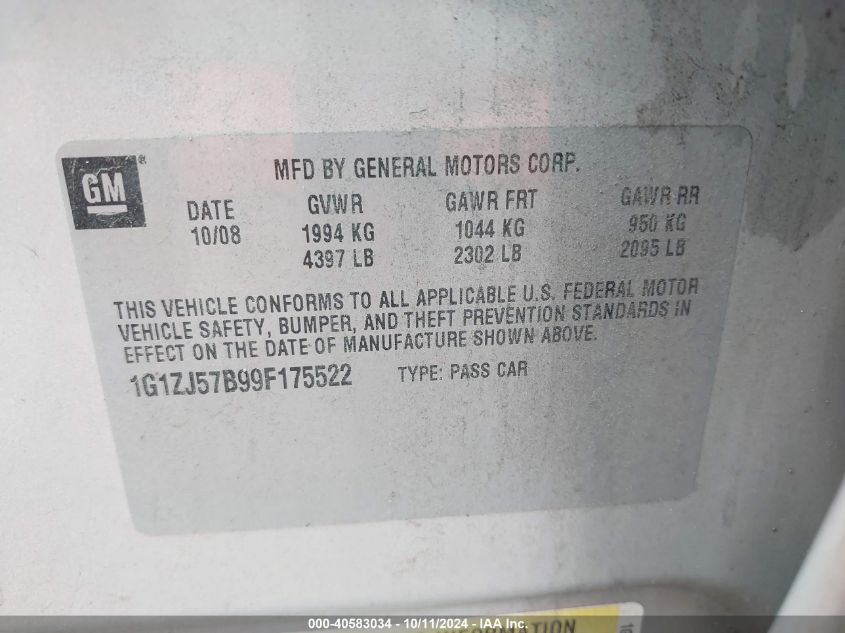 GM ®
MFD BY GENERAL MOTORS CORP.
DATE GVWR GAWR FRT GAWR RR
10/08 1994 KG 1044 KG 950 KG
4397 LB 2302 LB 2095 LB
THIS VEHICLE CONFORMS TO ALL APPLICABLE U.S. FEDERAL MOTOR
VEHICLE SAFETY, BUMPER, AND THEFT PREVENTION STANDARDS IN
EFFECT ON THE DATE OF MANUFACTURE SHOWN ABOVE.
1G1ZJ57B99F175522 TYPE: PASS CAR
000-40583034 - 10/11/2024 - IAAI.com